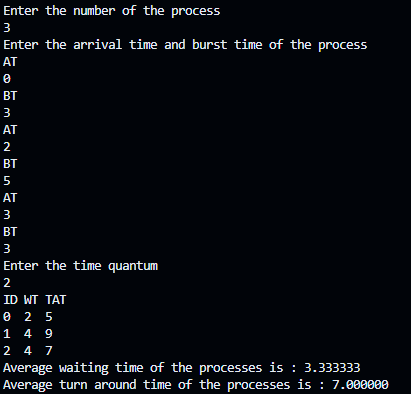 Enter the number of the process
3
Enter the arrival time and burst time of the process
AT
0
BT
3
AT
2
BT
5
AT
3
BT
3
Enter the time quantum
2
ID WT TAT
0 2 5
1 4 9
2 4 7
Average waiting time of the processes is : 3.333333
Average turn around time of the processes is : 7.000000